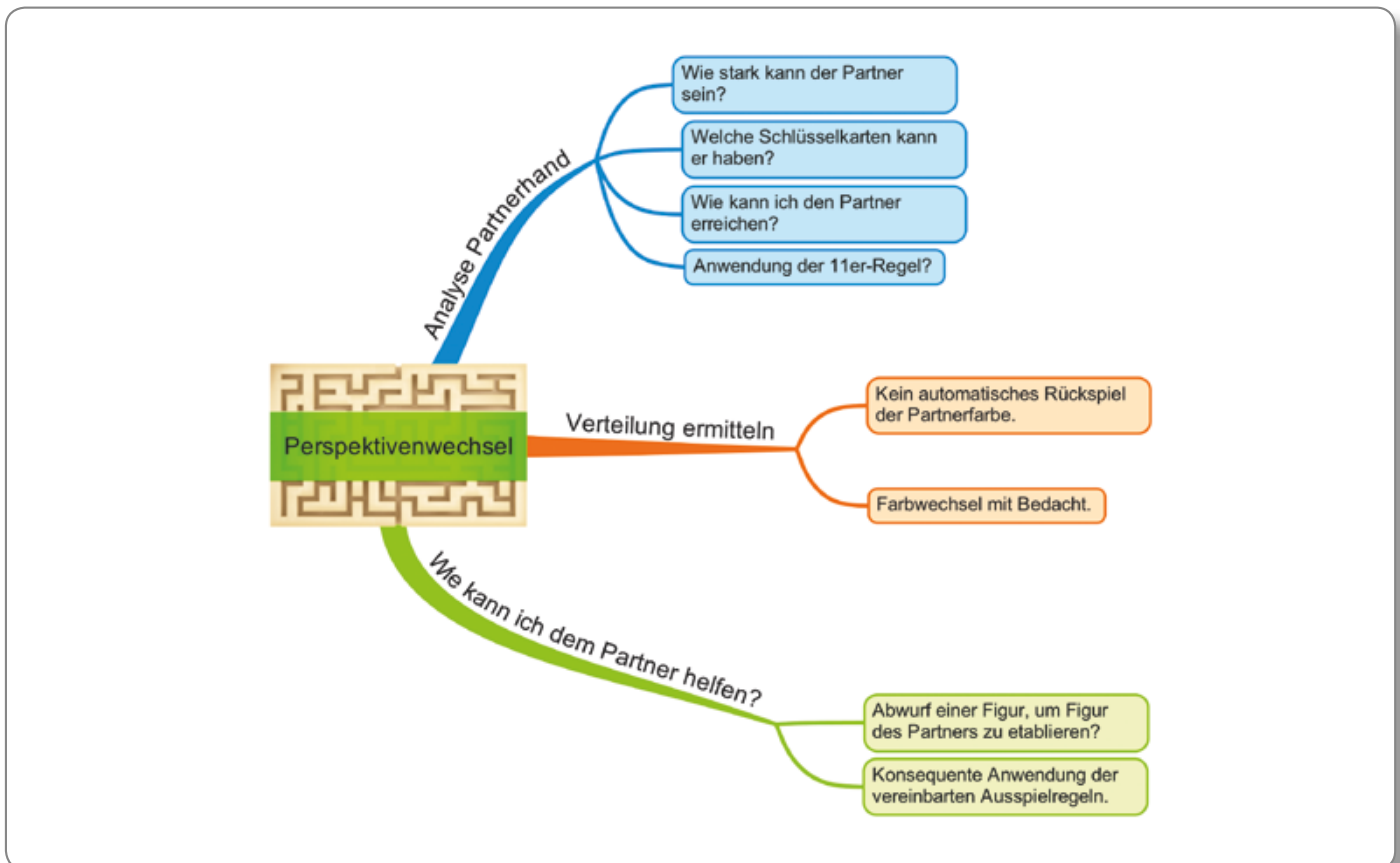 Perspektivenwechsel
Analyse Partnerhand
Wie stark kann der Partner
sein?
Welche Schlüsselkarten kann
er haben?
Wie kann ich den Partner
erreichen?
Anwendung der 11er-Regel?
Verteilung ermitteln
Kein automatisches Rückspiel
der Partnerfarbe.
Farbwechsel mit Bedacht.
Wie kann ich dem Partner helfen?
Abwurf einer Figur, um Figur
des Partners zu etablieren?
Konsequente Anwendung der
vereinbarten Ausspielregeln.